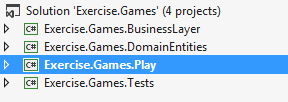 Solution 'Exercise.Games' (4 projects)
C# Exercise.Games.BusinessLayer
C# Exercise.Games.DomainEntities
C# Exercise.Games.Play
C# Exercise.Games.Tests